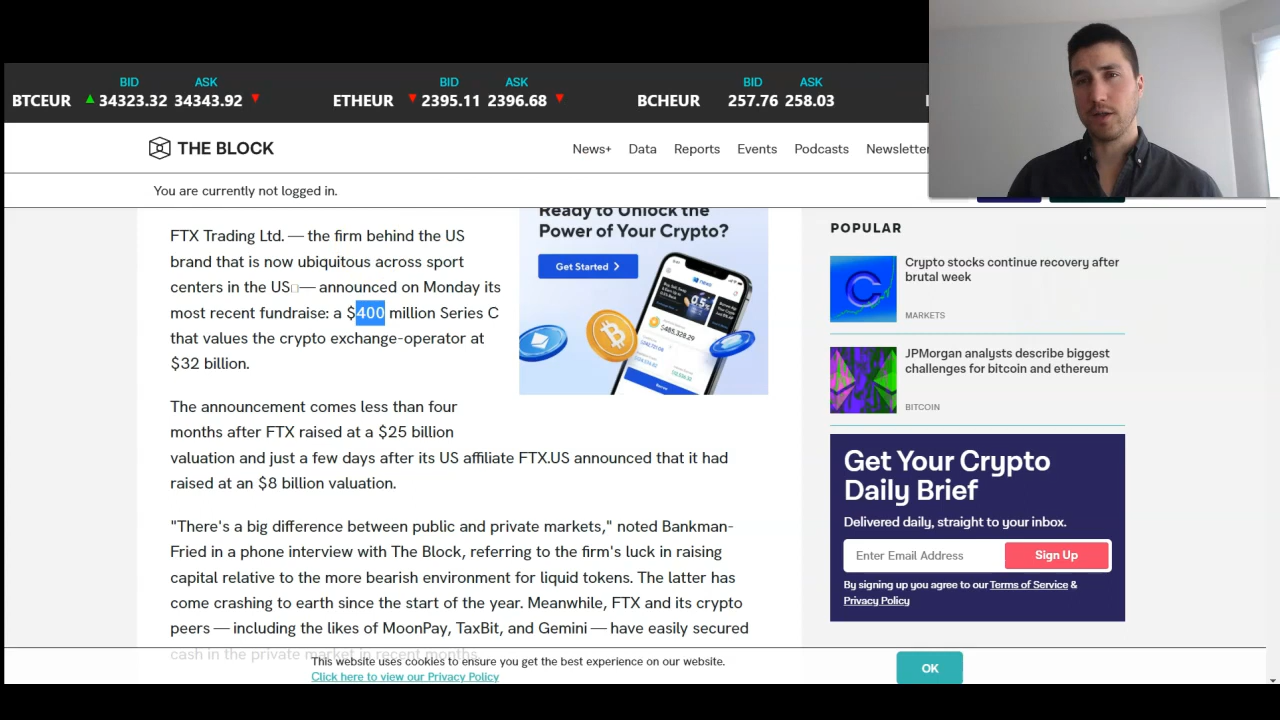 BID ASK BID ASK BID ASK
BTCEUR 34323.32 34343.92 ETHEUR 2395.11 2396.68 BCHEUR 257.76 258.03
THE BLOCK
News+ Data Reports Events Podcasts Newsletter
You are currently not logged in.
FTX Trading Ltd. — the firm behind the US
brand that is now ubiquitous across sport
centers in the US — announced on Monday its
most recent fundraise: a $400 million Series C
that values the crypto exchange-operator at
$32 billion.
The announcement comes less than four
months after FTX raised at a $25 billion
valuation and just a few days after its US affiliate FTX.US announced that it had
raised at an $8 billion valuation.
"There's a big difference between public and private markets," noted Bankman-
Fried in a phone interview with The Block, referring to the firm's luck in raising
capital relative to the more bearish environment for liquid tokens. The latter has
come crashing to earth since the start of the year. Meanwhile, FTX and its crypto
peers — including the likes of MoonPay, TaxBit, and Gemini — have easily secured
cash in the private market in recent months.
Ready to Unlock the
Power of Your Crypto?
Get Started
POPULAR
Crypto stocks continue recovery after
brutal week
MARKETS
JPMorgan analysts describe biggest
challenges for bitcoin and ethereum
BITCOIN
Get Your Crypto
Daily Brief
Delivered daily, straight to your inbox.
Enter Email Address Sign Up
By signing up you agree to our Terms of Service &
Privacy Policy
This website uses cookies to ensure you get the best experience on our website.
Click here to view our Privacy Policy
OK